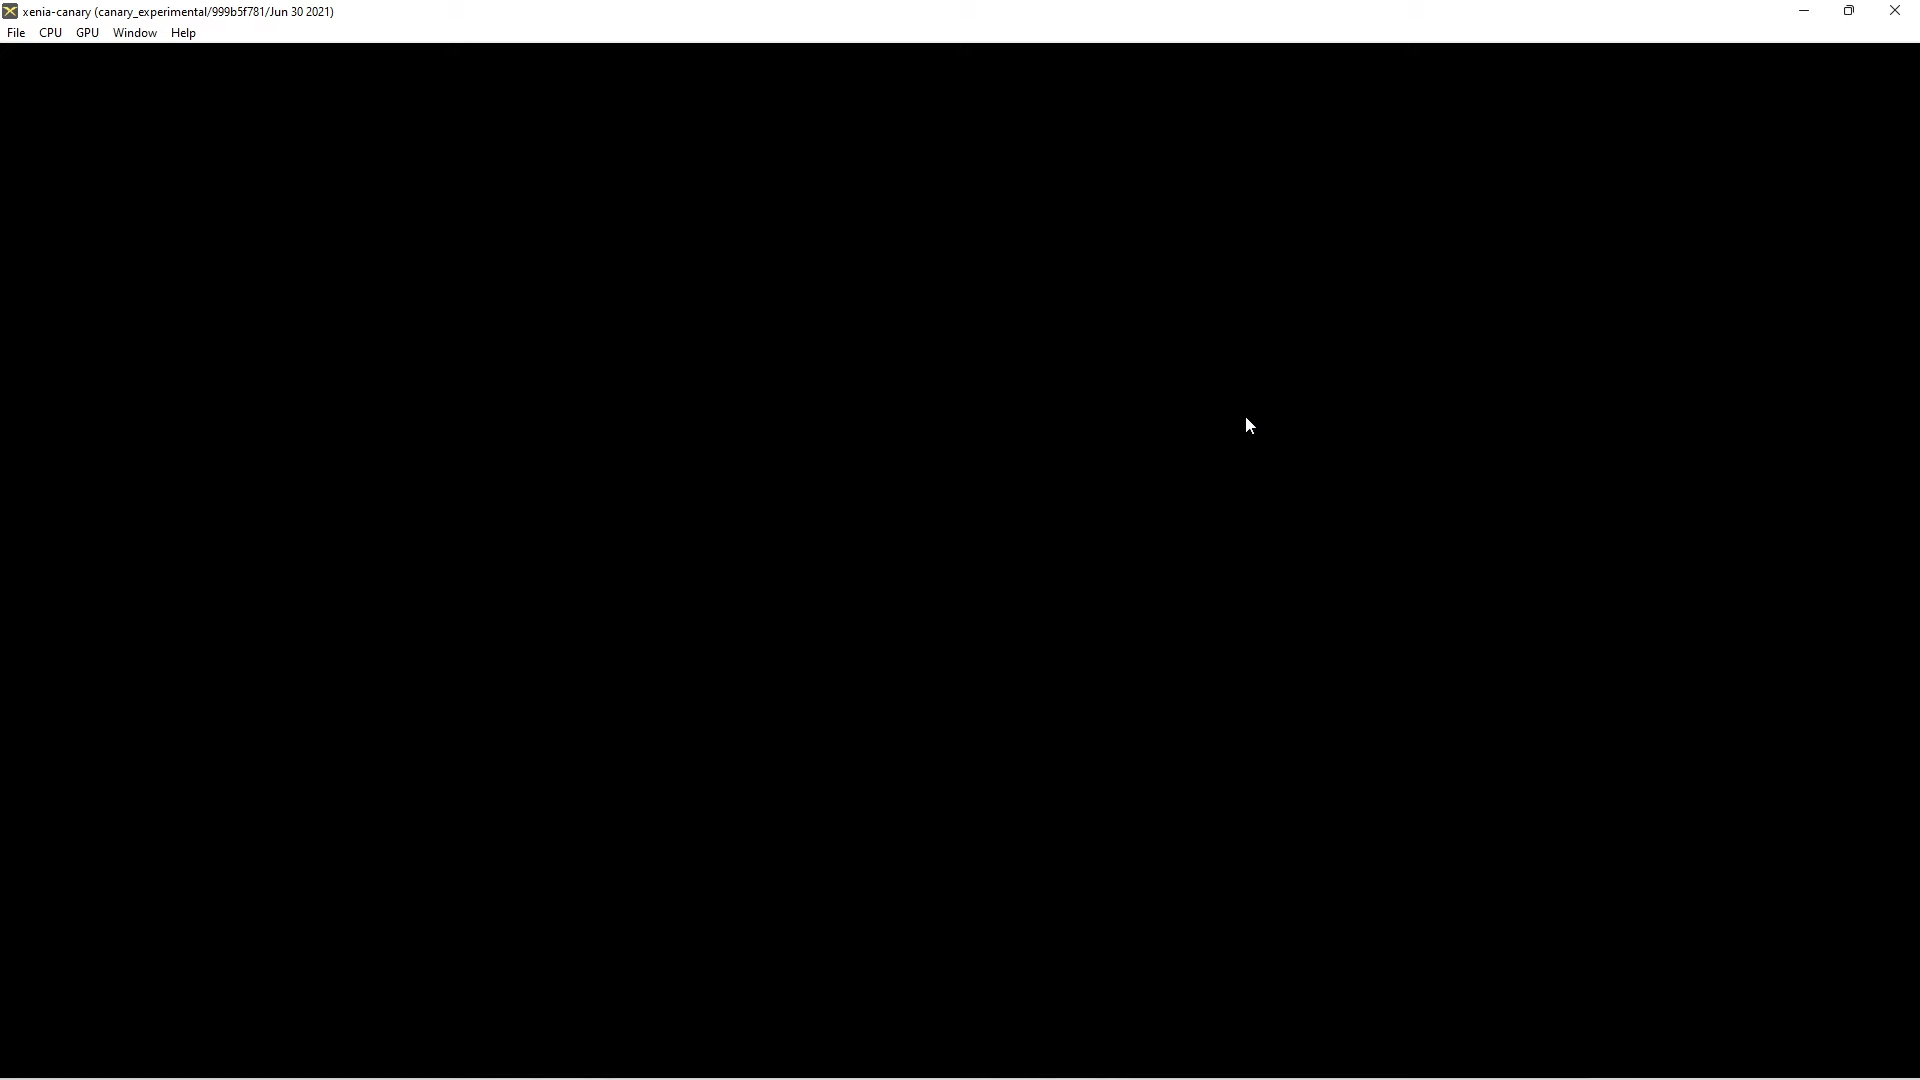 xenia-canary (canary_experimental/999b5f781/Jun 30 2021)
File CPU GPU Window Help